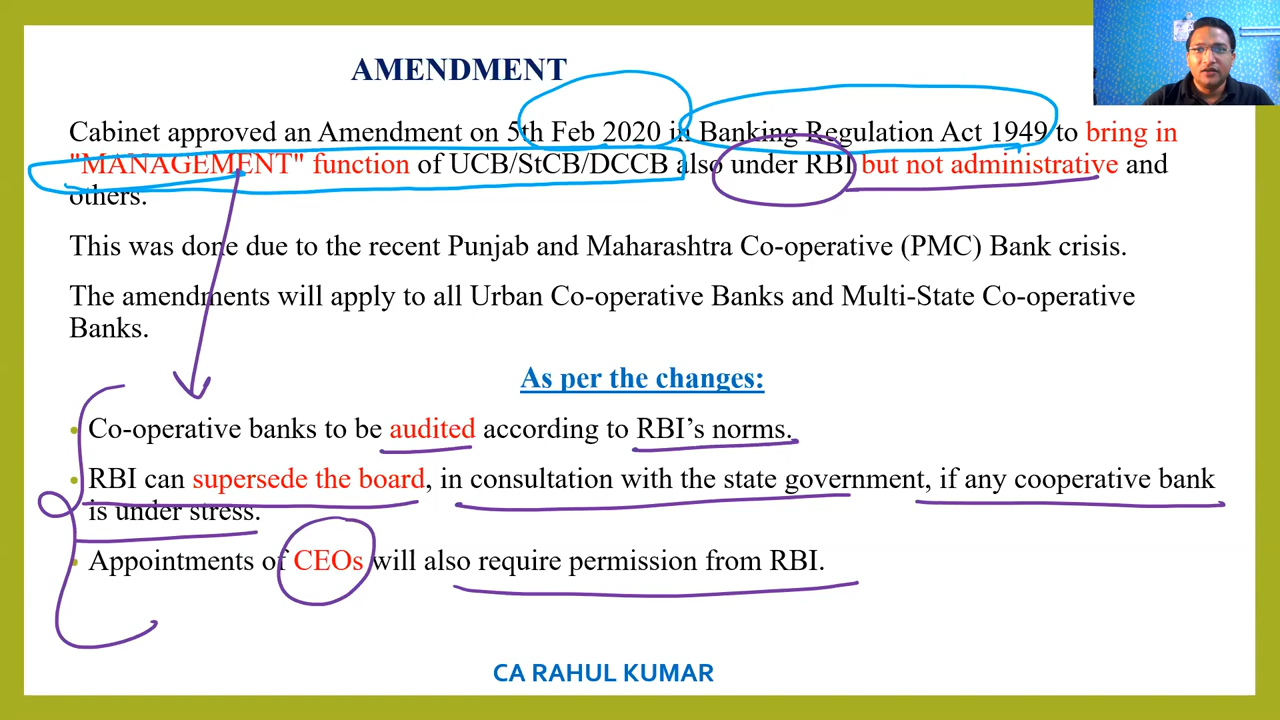 AMENDMENT
Cabinet approved an Amendment on 5th Feb 2020 in Banking Regulation Act 1949 to bring in
"MANAGEMENT" function of UCB/StCB/DCCB also under RBI but not administrative and
others.
This was done due to the recent Punjab and Maharashtra Co-operative (PMC) Bank crisis.
The amendments will apply to all Urban Co-operative Banks and Multi-State Co-operative
Banks.
As per the changes:
• Co-operative banks to be audited according to RBI’s norms.
• RBI can supersede the board, in consultation with the state government, if any cooperative bank
is under stress.
• Appointments of CEOs will also require permission from RBI.
CA RAHUL KUMAR